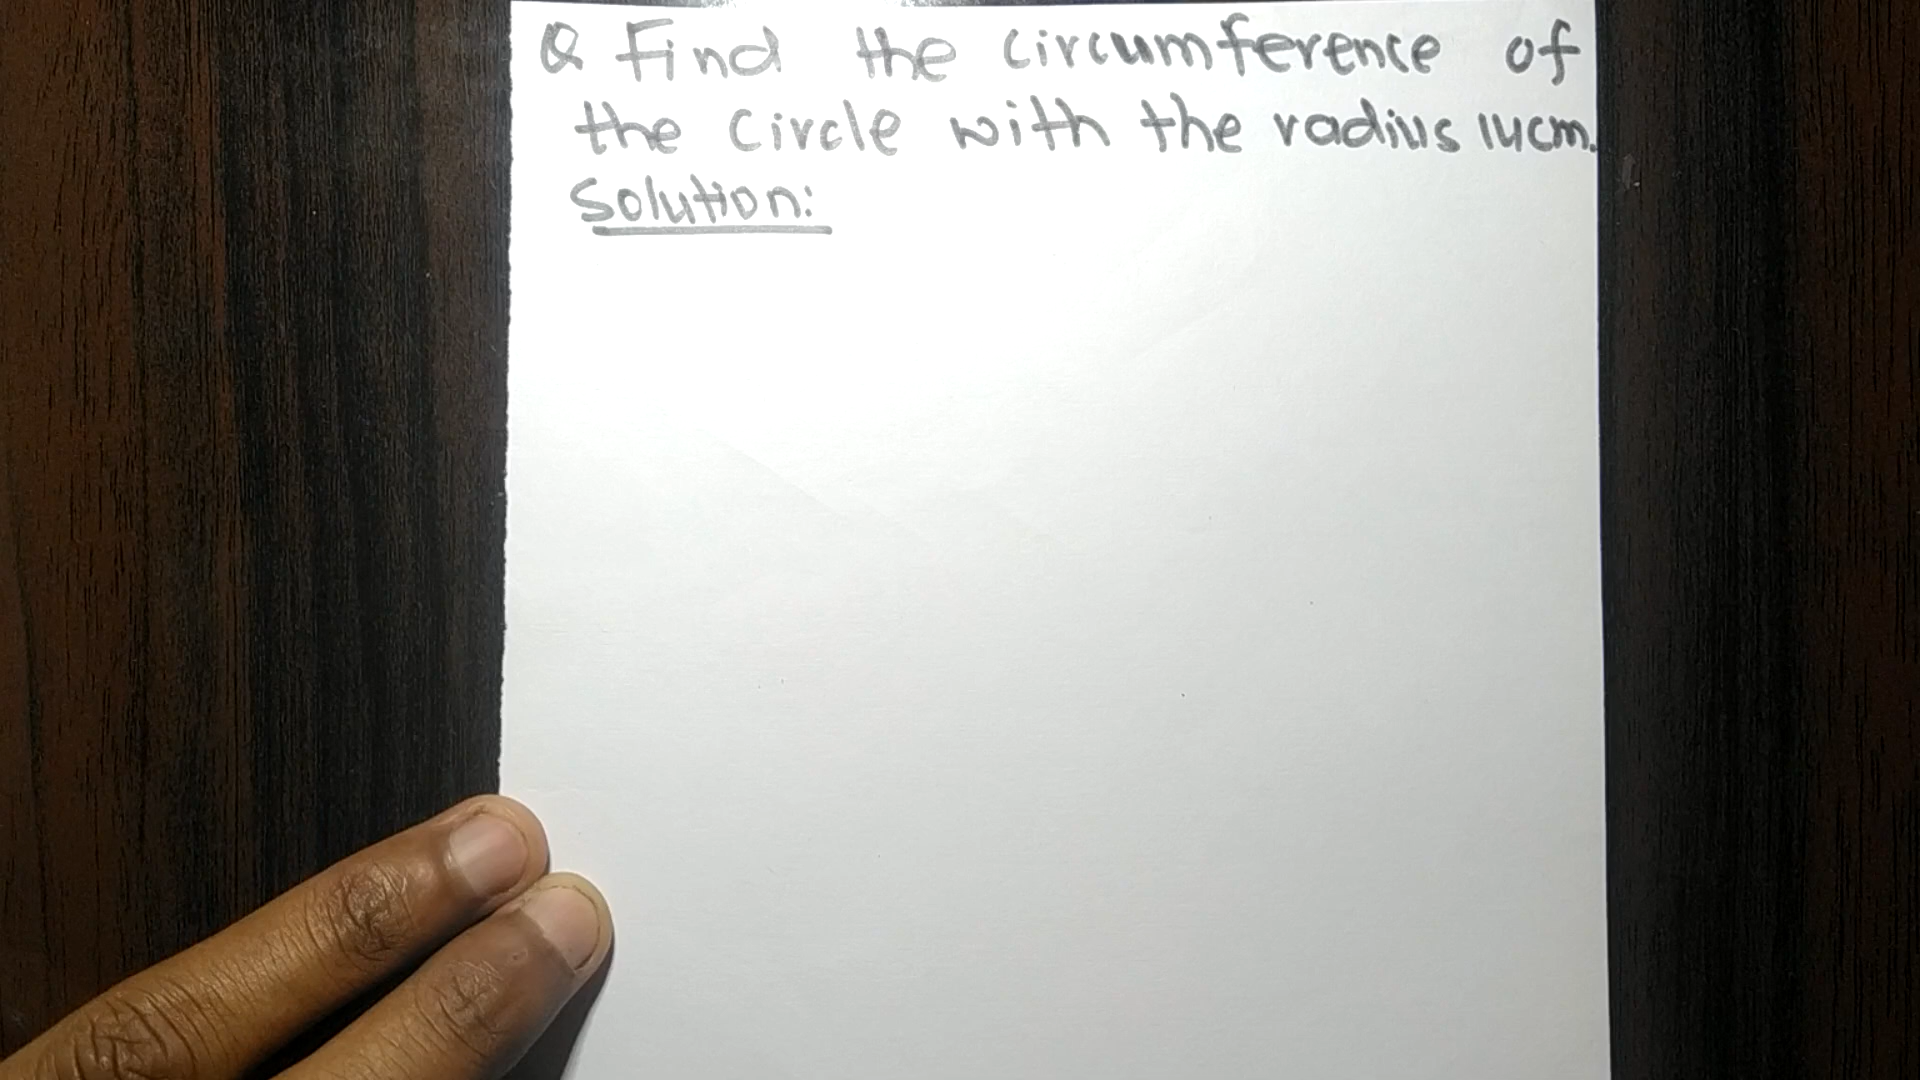 Q Find the circumference of
the circle with the radius 14cm.
Solution: